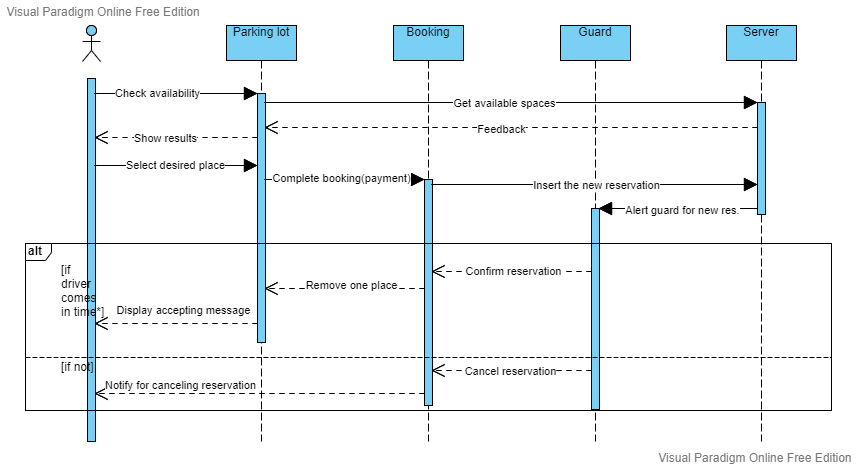 Visual Paradigm Online Free Edition
Parking lot
Booking
Guard
Server
Check availability
Get available spaces
Feedback
Show results
Select desired place
Complete booking(payment)
Insert the new reservation
Alert guard for new res.
alt
[if
driver
comes
in time*]
Confirm reservation
Remove one place
Display accepting message
[if not]
Cancel reservation
Notify for canceling reservation
Visual Paradigm Online Free Edition